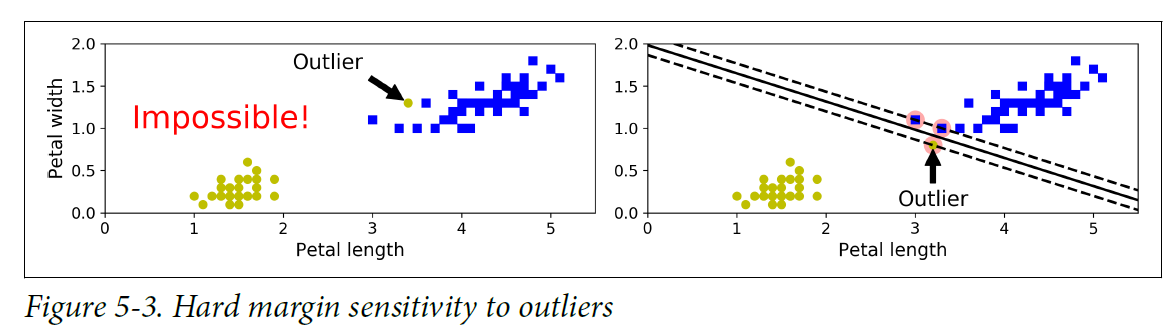 2.0
1.5
1.0
0.5
0.0
Petal width
Outlier
Impossible!
0 1 2 3 4 5
Petal length
2.0
1.5
1.0
0.5
0.0
Outlier
0 1 2 3 4 5
Petal length
Figure 5-3. Hard margin sensitivity to outliers